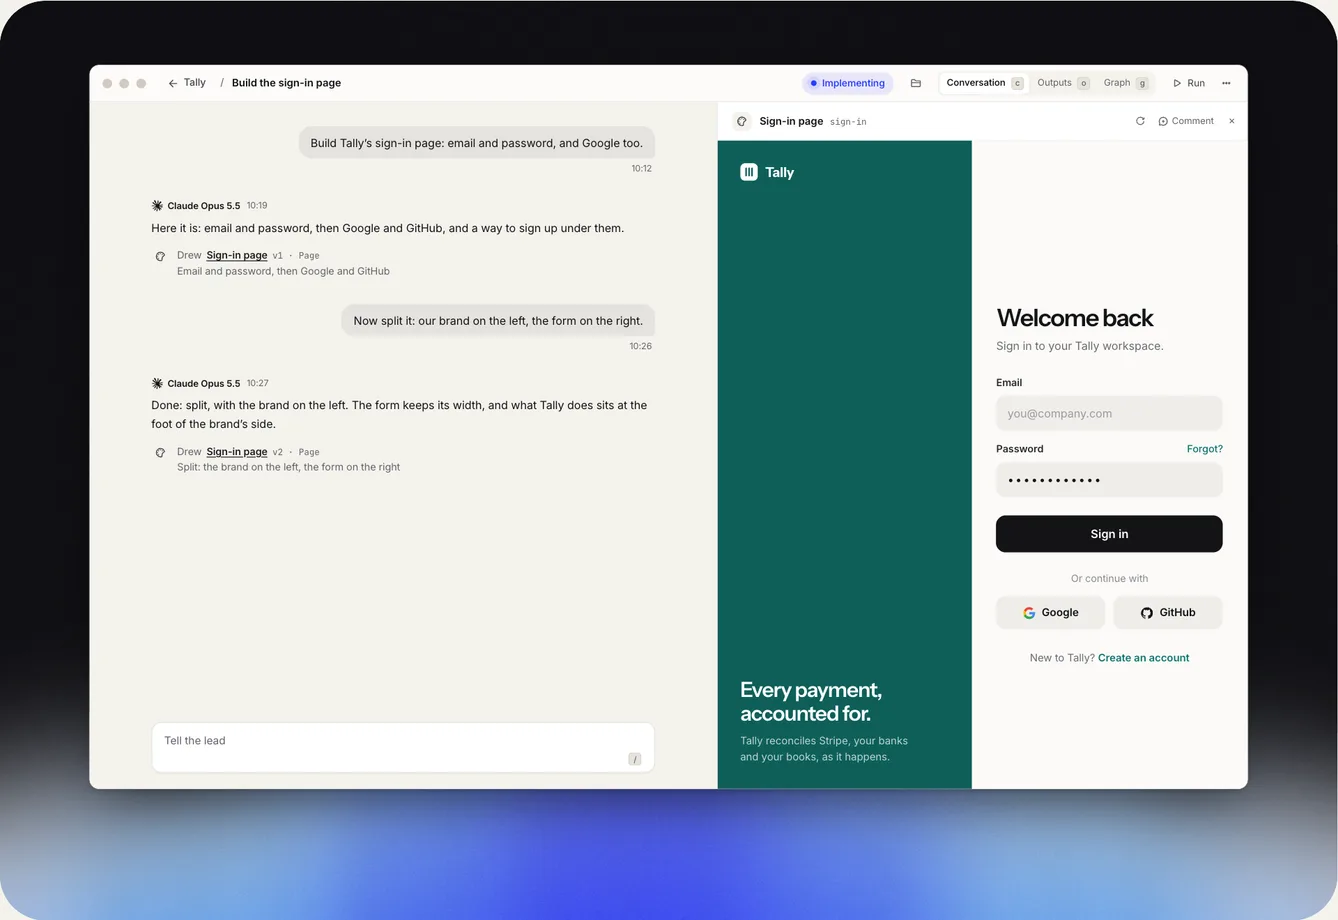 Tally / Build the sign-in page
Implementing
Conversation c Outputs o Graph g Run
Build Tally’s sign-in page: email and password, and Google too.
10:12
Claude Opus 5.5 10:19
Here it is: email and password, then Google and GitHub, and a way to sign up under them.
Drew Sign-in page v1 · Page
Email and password, then Google and GitHub
Now split it: our brand on the left, the form on the right.
10:26
Claude Opus 5.5 10:27
Done: split, with the brand on the left. The form keeps its width, and what Tally does sits at the
foot of the brand’s side.
Drew Sign-in page v2 · Page
Split: the brand on the left, the form on the right
Tell the lead
/
Sign-in page sign-in
Comment
Tally
Every payment,
accounted for.
Tally reconciles Stripe, your banks
and your books, as it happens.
Welcome back
Sign in to your Tally workspace.
Email
you@company.com
Password Forgot?
Sign in
Or continue with
Google GitHub
New to Tally? Create an account